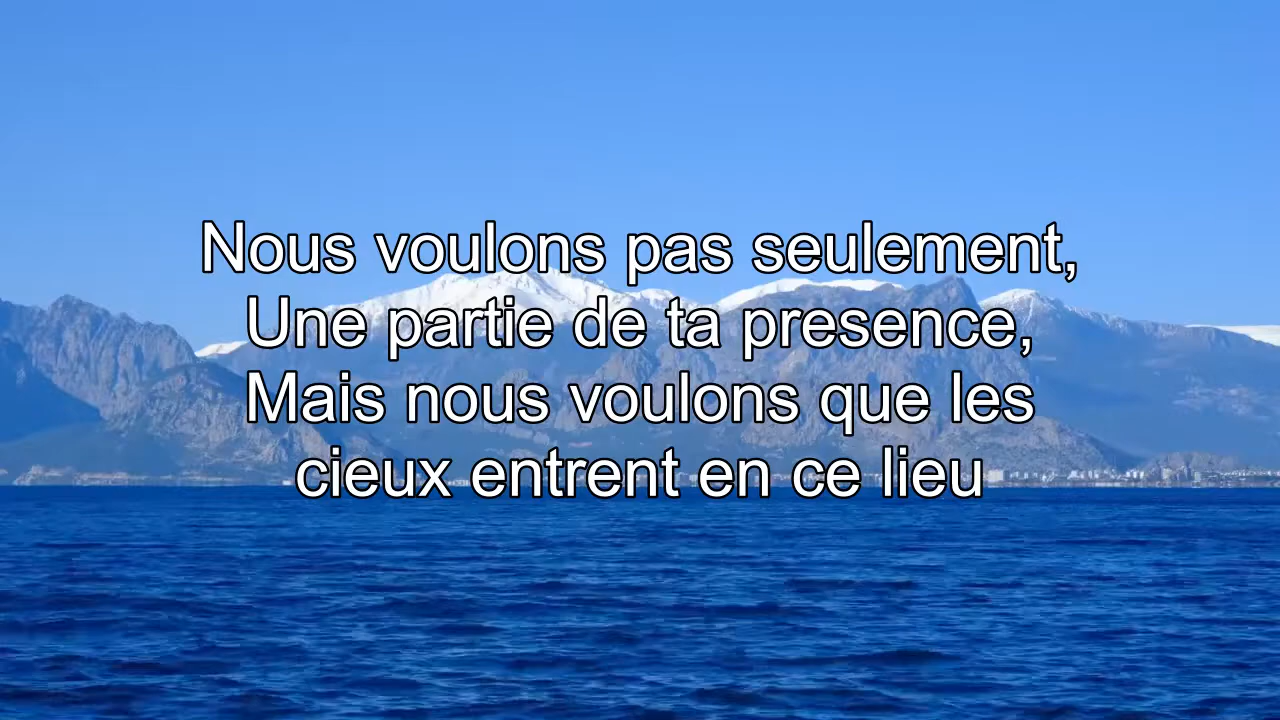 Nous voulons pas seulement,
Une partie de ta presence,
Mais nous voulons que les
cieux entrent en ce lieu